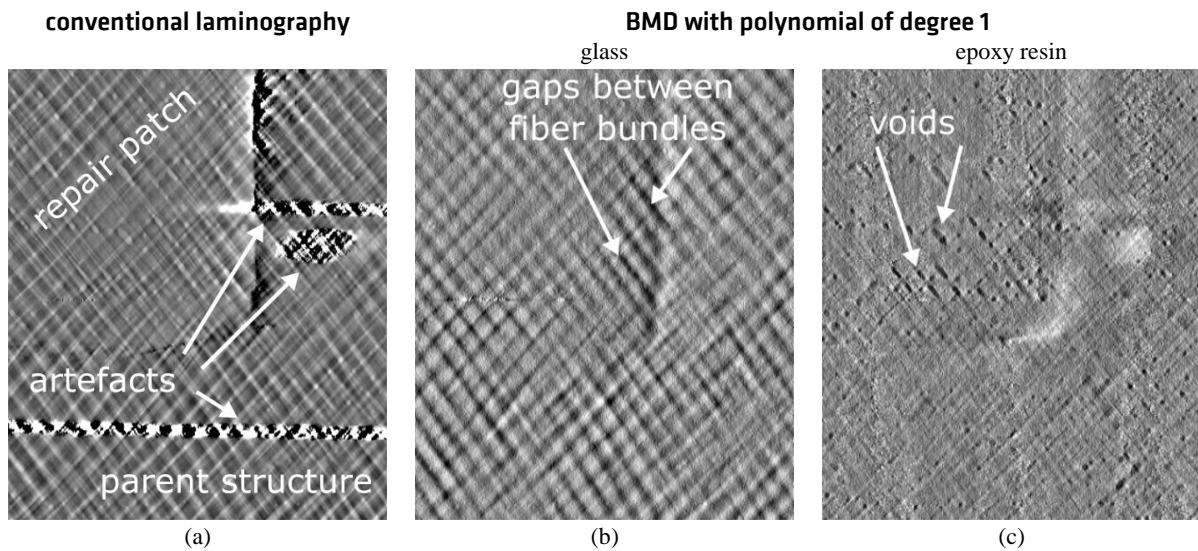 conventional laminography
BMD with polynomial of degree 1
glass
epoxy resin
repair patch
artefacts
parent structure
gaps between
fiber bundles
voids
(a)
(b)
(c)